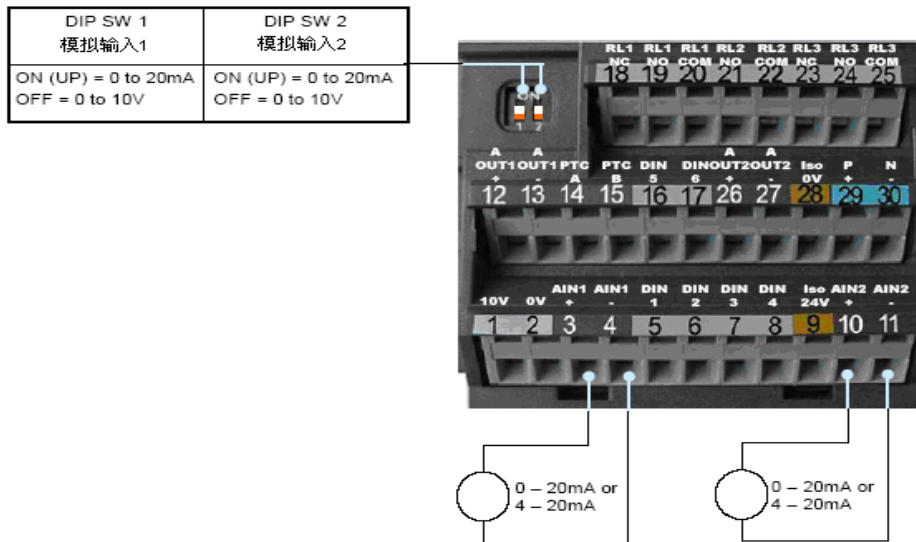 DIP SW 1
模拟输入1
DIP SW 2
模拟输入2
ON (UP) = 0 to 20mA
OFF = 0 to 10V
ON (UP) = 0 to 20mA
OFF = 0 to 10V
ON
1 2
RL1 RL1 RL1 RL2 RL2 RL3 RL3 RL3
NC NO COM NO COM NC NO COM
18 19 20 21 22 23 24 25
A A A A
OUT1 OUT1 PTC PTC DIN DIN OUT2 OUT2 Iso P N
+ - A B 5 6 + - 0V + -
12 13 14 15 16 17 26 27 28 29 30
AIN1 AIN1 DIN DIN DIN DIN Iso AIN2 AIN2
10V 0V + - 1 2 3 4 24V + -
1 2 3 4 5 6 7 8 9 10 11
0 – 20mA or
4 – 20mA
0 – 20mA or
4 – 20mA